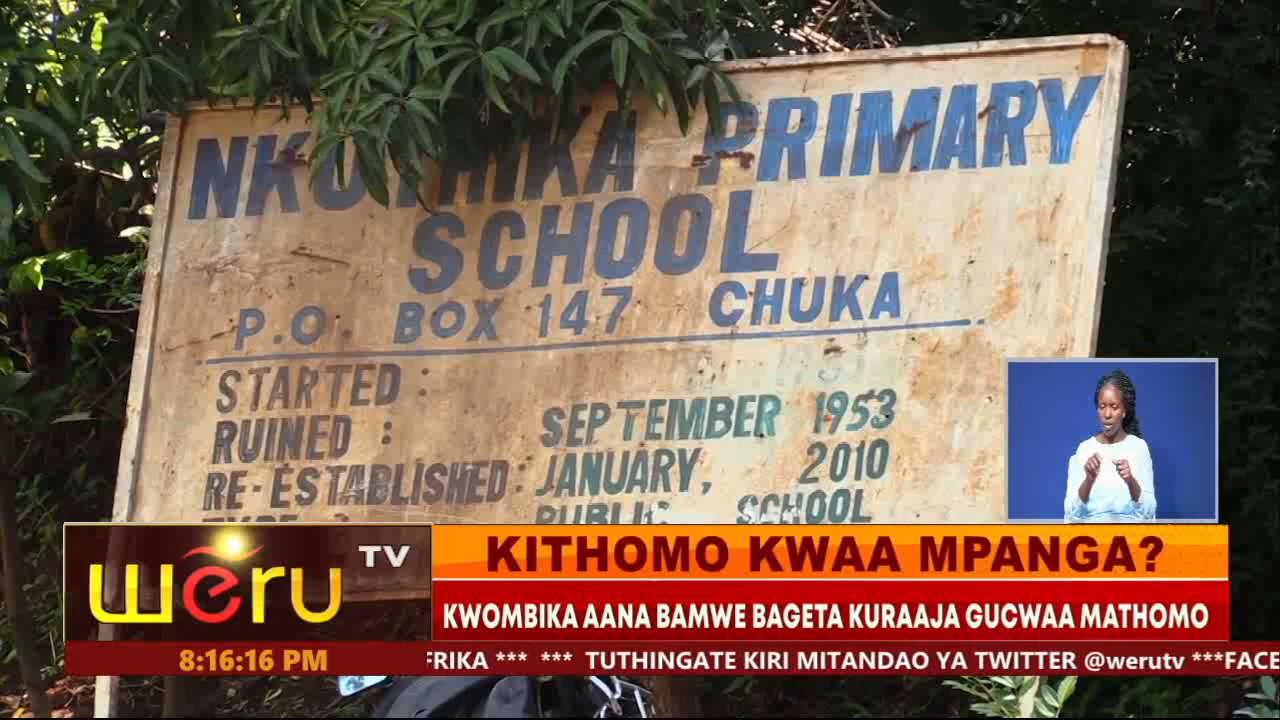 PRIMARY
SCHOOL
P.O. BOX 147 CHUKA
STARTED :
RUINED : SEPTEMBER 1953
RE-ESTABLISHED: JANUARY, 2010
PUBLIC SCHOOL
weru TV
KITHOMO KWAA MPANGA?
KWOMBIKA AANA BAMWE BAGETA KURAAJA GUCWAA MATHOMO
8:16:16 PM
FRIKA *** *** TUTHINGATE KIRI MITANDAO YA TWITTER @werutv ***FACE